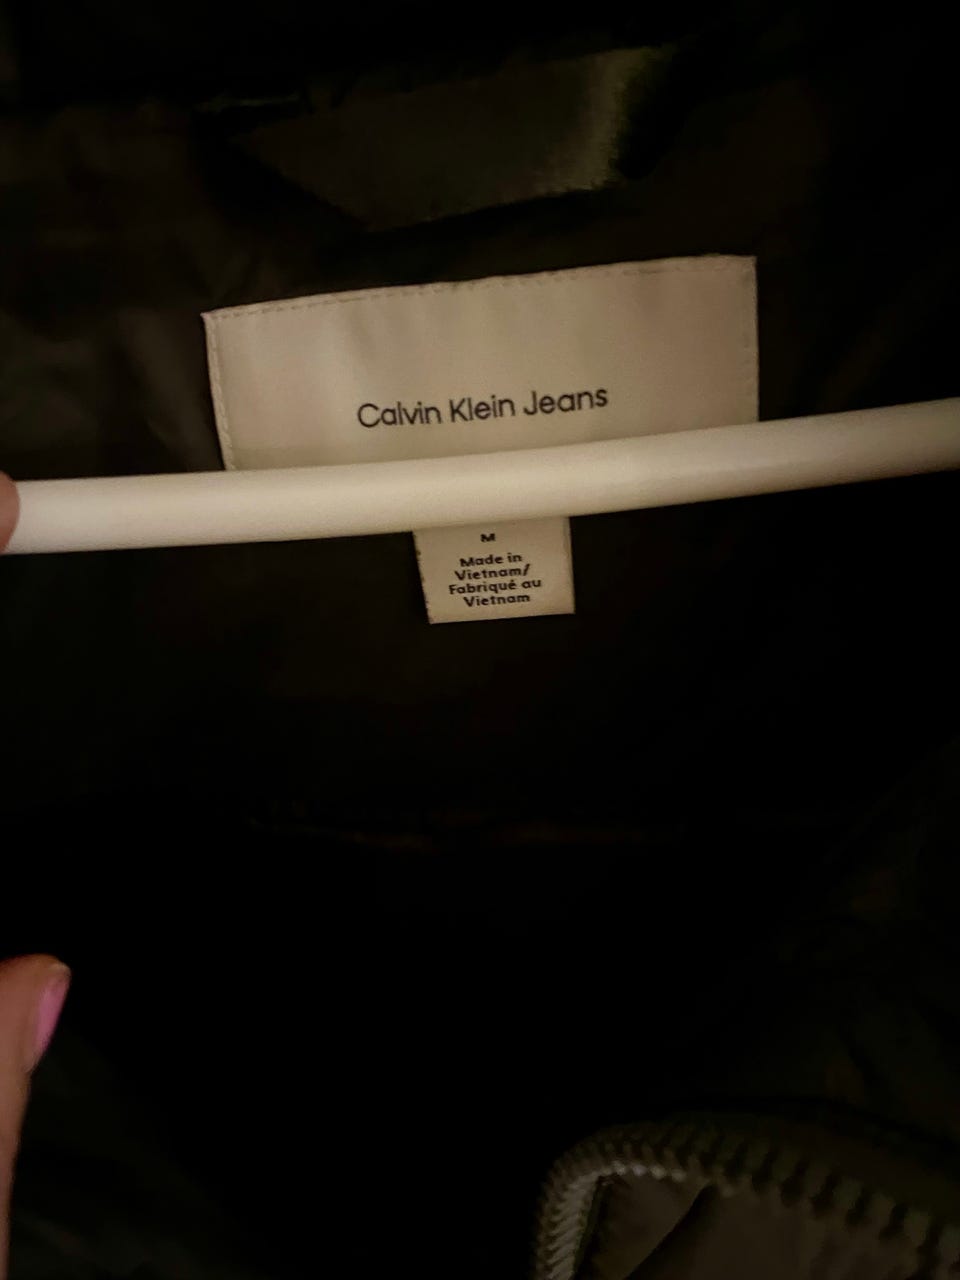 Calvin Klein Jeans
M
Made in
Vietnam/
Fabriqué au
Vietnam